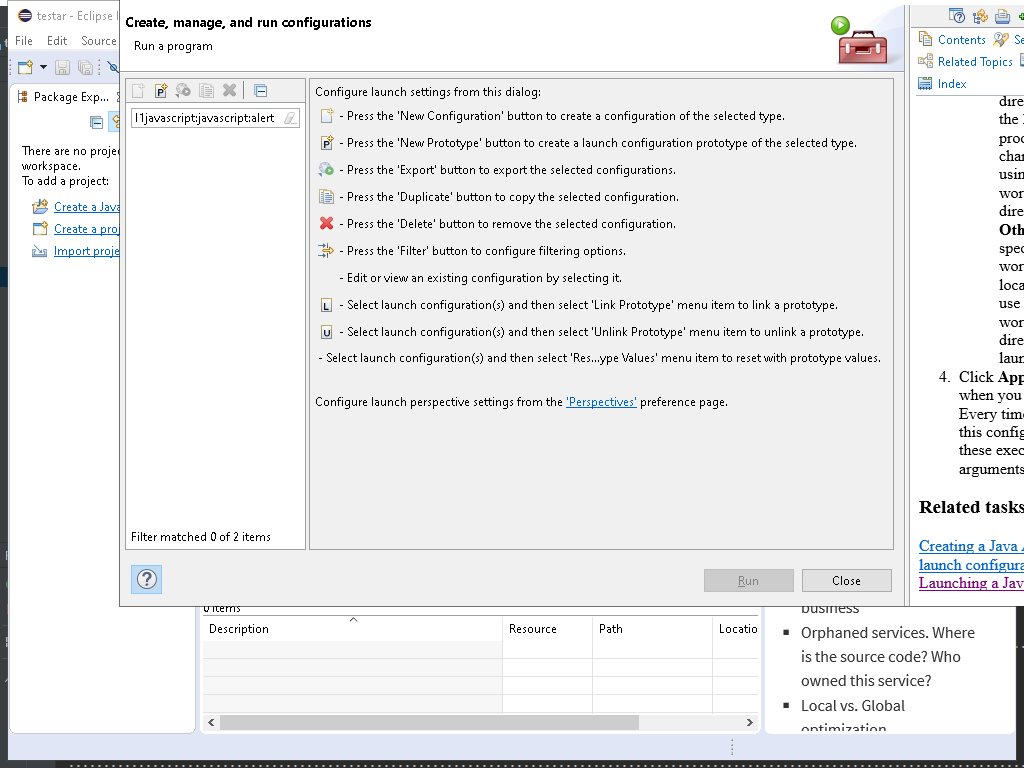 testar - Eclipse I
File Edit Source
Package Exp...
There are no proje
workspace.
To add a project:
Create a Java
Create a proj
Import proje
Create, manage, and run configurations
Run a program
l1javascript:javascript:alert
Filter matched 0 of 2 items
Configure launch settings from this dialog:
- Press the 'New Configuration' button to create a configuration of the selected type.
- Press the 'New Prototype' button to create a launch configuration prototype of the selected type.
- Press the 'Export' button to export the selected configurations.
- Press the 'Duplicate' button to copy the selected configuration.
- Press the 'Delete' button to remove the selected configuration.
- Press the 'Filter' button to configure filtering options.
- Edit or view an existing configuration by selecting it.
- Select launch configuration(s) and then select 'Link Prototype' menu item to link a prototype.
- Select launch configuration(s) and then select 'Unlink Prototype' menu item to unlink a prototype.
- Select launch configuration(s) and then select 'Res...ype Values' menu item to reset with prototype values.
Configure launch perspective settings from the 'Perspectives' preference page.
Run Close
Contents Se
Related Topics
Index
dire
the
proc
char
usin
wor
dire
Oth
spec
wor
loca
use
wor
dire
laun
4. Click App
when you
Every time
this config
these exec
arguments
Related tasks
Creating a Java A
launch configura
Launching a Jav
0 items
Description Resource Path Locatio
business
▪ Orphaned services. Where
is the source code? Who
owned this service?
▪ Local vs. Global
optimization